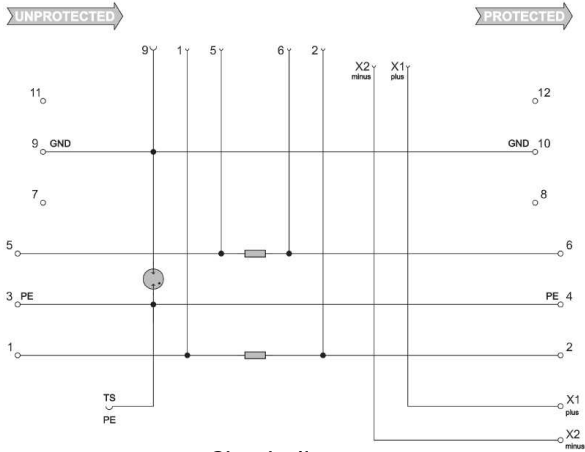 UNPROTECTED PROTECTED
9 1 5 6 2
X2 X1
minus plus
11 12
9 GND GND 10
7 8
5 6
3 PE PE 4
1 2
TS
PE
X1
plus
X2
minus